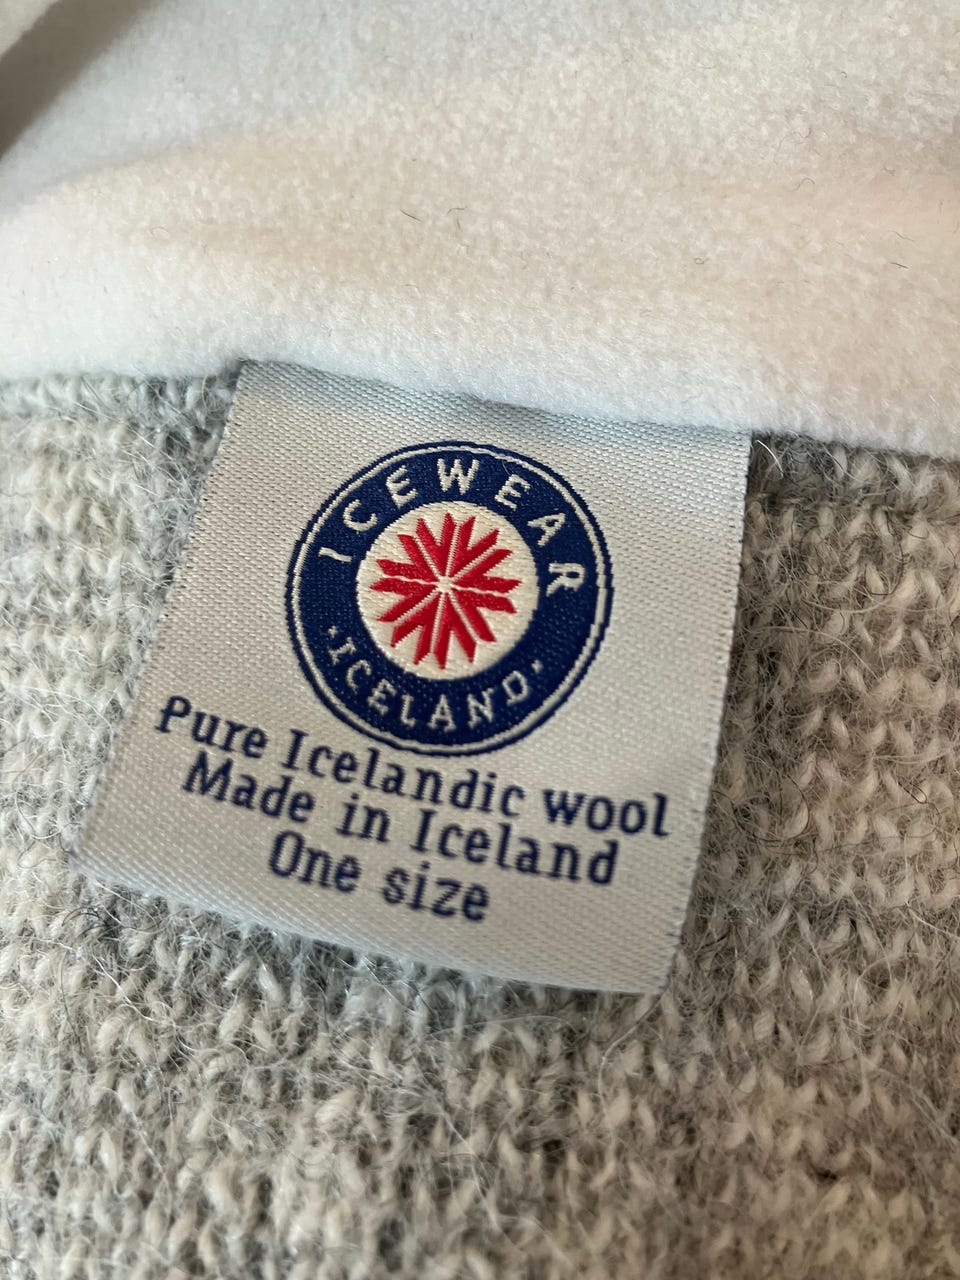 ICEWEAR
· ICELAND ·
Pure Icelandic wool
Made in Iceland
One size